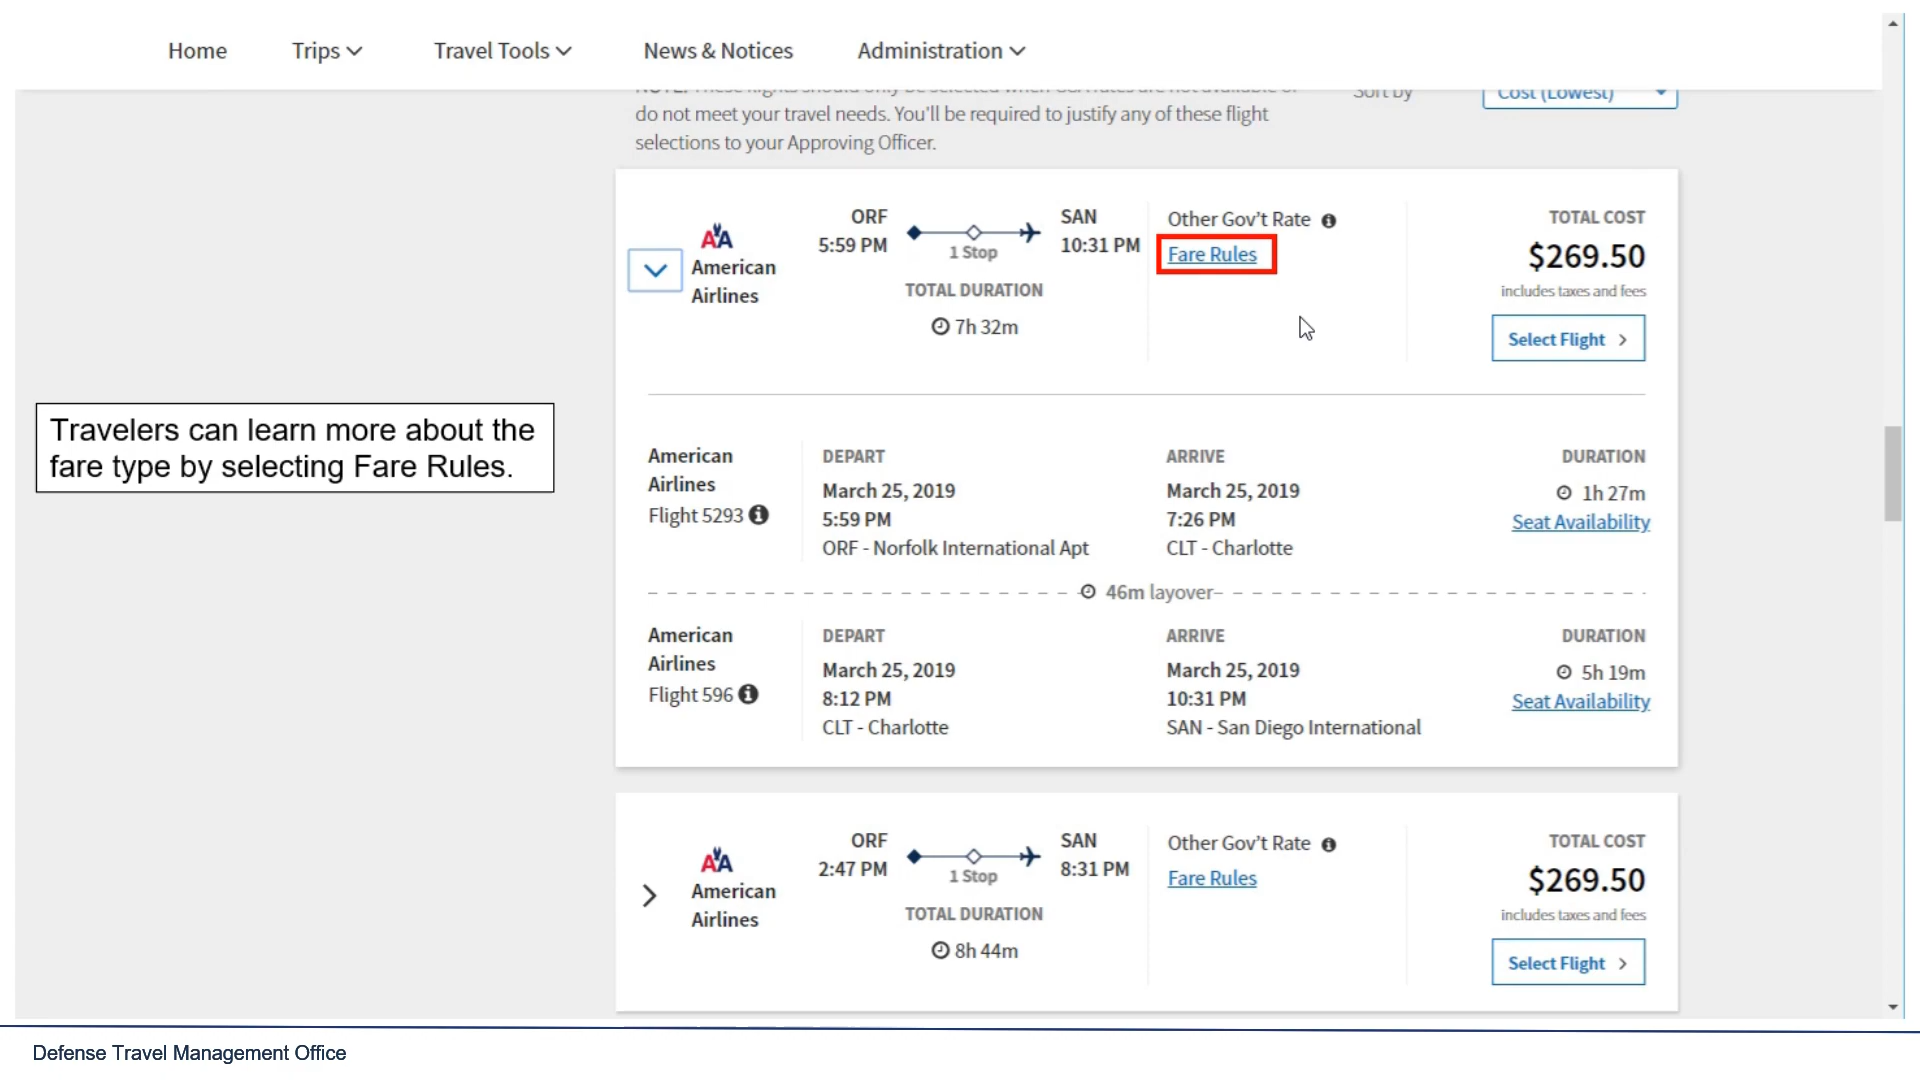 Home Trips Travel Tools News & Notices Administration
do not meet your travel needs. You'll be required to justify any of these flight
selections to your Approving Officer.
Sort by Cost (Lowest)
American
Airlines
ORF
5:59 PM
1 Stop
SAN
10:31 PM
TOTAL DURATION
7h 32m
Other Gov't Rate
Fare Rules
TOTAL COST
$269.50
includes taxes and fees
Select Flight
Travelers can learn more about the
fare type by selecting Fare Rules.
American
Airlines
Flight 5293
DEPART
March 25, 2019
5:59 PM
ORF - Norfolk International Apt
ARRIVE
March 25, 2019
7:26 PM
CLT - Charlotte
DURATION
1h 27m
Seat Availability
46m layover
American
Airlines
Flight 596
DEPART
March 25, 2019
8:12 PM
CLT - Charlotte
ARRIVE
March 25, 2019
10:31 PM
SAN - San Diego International
DURATION
5h 19m
Seat Availability
American
Airlines
ORF
2:47 PM
1 Stop
SAN
8:31 PM
TOTAL DURATION
8h 44m
Other Gov't Rate
Fare Rules
TOTAL COST
$269.50
includes taxes and fees
Select Flight
Defense Travel Management Office